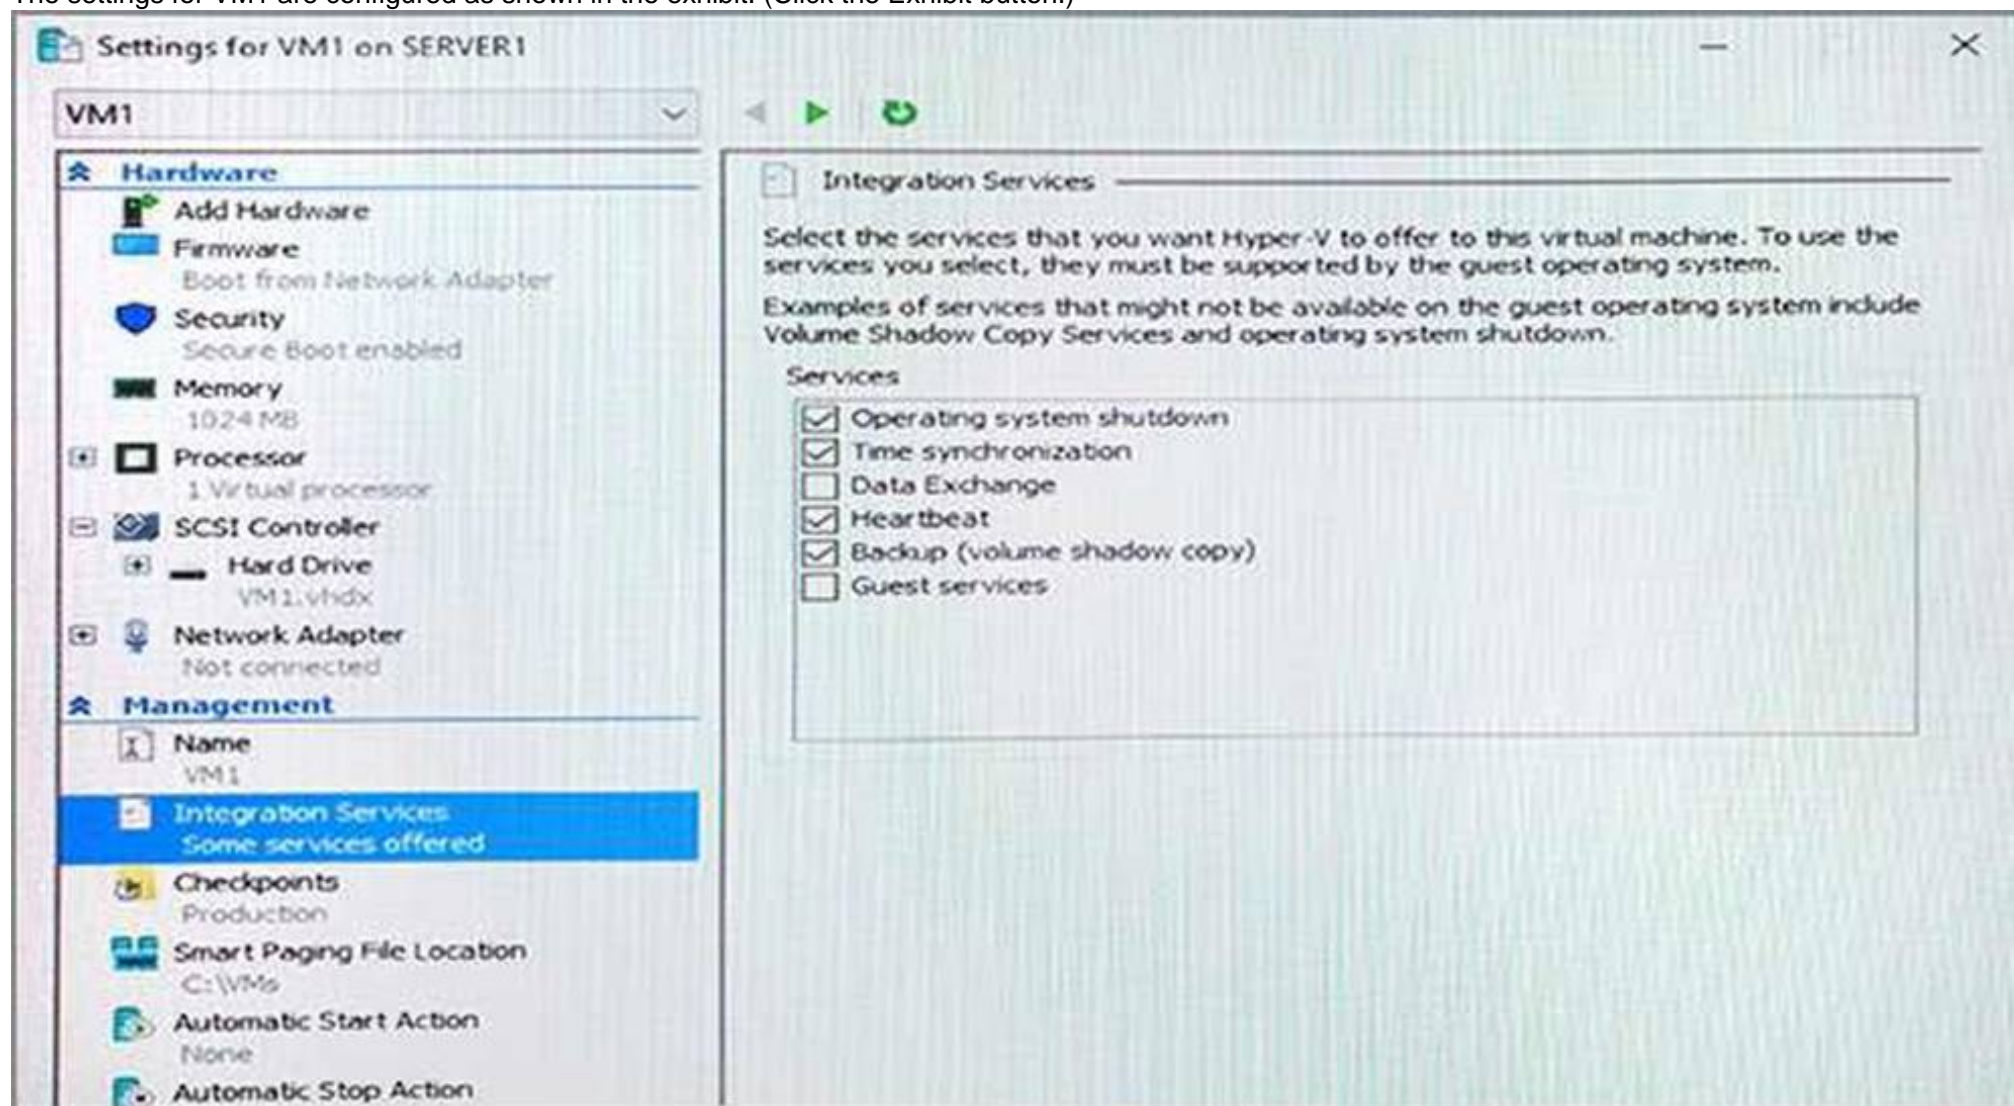 The settings for VM1 are configured as shown in the exhibit. (Click the Exhibit button.)
Settings for VM1 on SERVER1
VM1
Hardware
Add Hardware
Firmware
Boot from Network Adapter
Security
Secure Boot enabled
Memory
1024 MB
Processor
1 Virtual processor
SCSI Controller
Hard Drive
VM1.vhdx
Network Adapter
Not connected
Management
Name
VM1
Integration Services
Some services offered
Checkpoints
Production
Smart Paging File Location
C:\VMs
Automatic Start Action
None
Automatic Stop Action
Integration Services
Select the services that you want Hyper-V to offer to this virtual machine. To use the
services you select, they must be supported by the guest operating system.
Examples of services that might not be available on the guest operating system include
Volume Shadow Copy Services and operating system shutdown.
Services
Operating system shutdown
Time synchronization
Data Exchange
Heartbeat
Backup (volume shadow copy)
Guest services